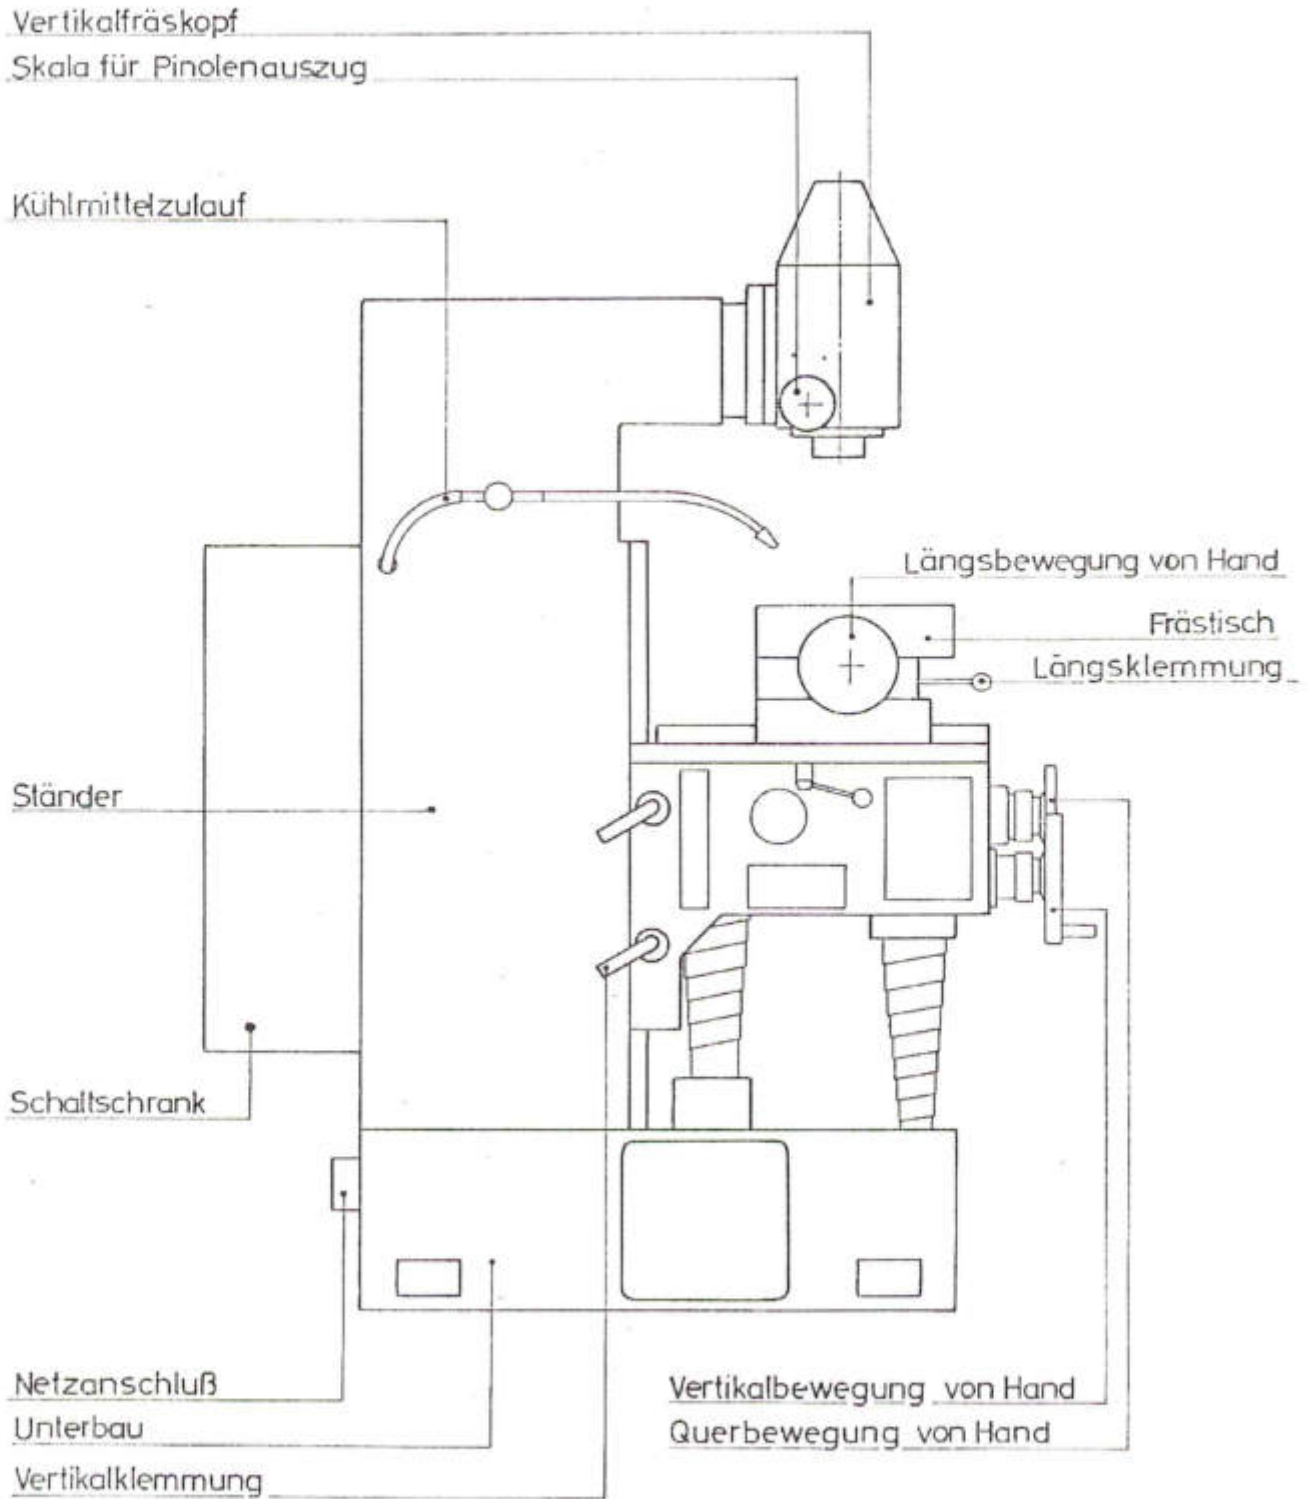 Vertikalfräskopf
Skala für Pinolenauszug
Kühlmittelzulauf
Längsbewegung von Hand
Frästisch
Längsklemmung
Ständer
Schaltschrank
Netzanschluß
Unterbau
Vertikalklemmung
Vertikalbewegung von Hand
Querbewegung von Hand